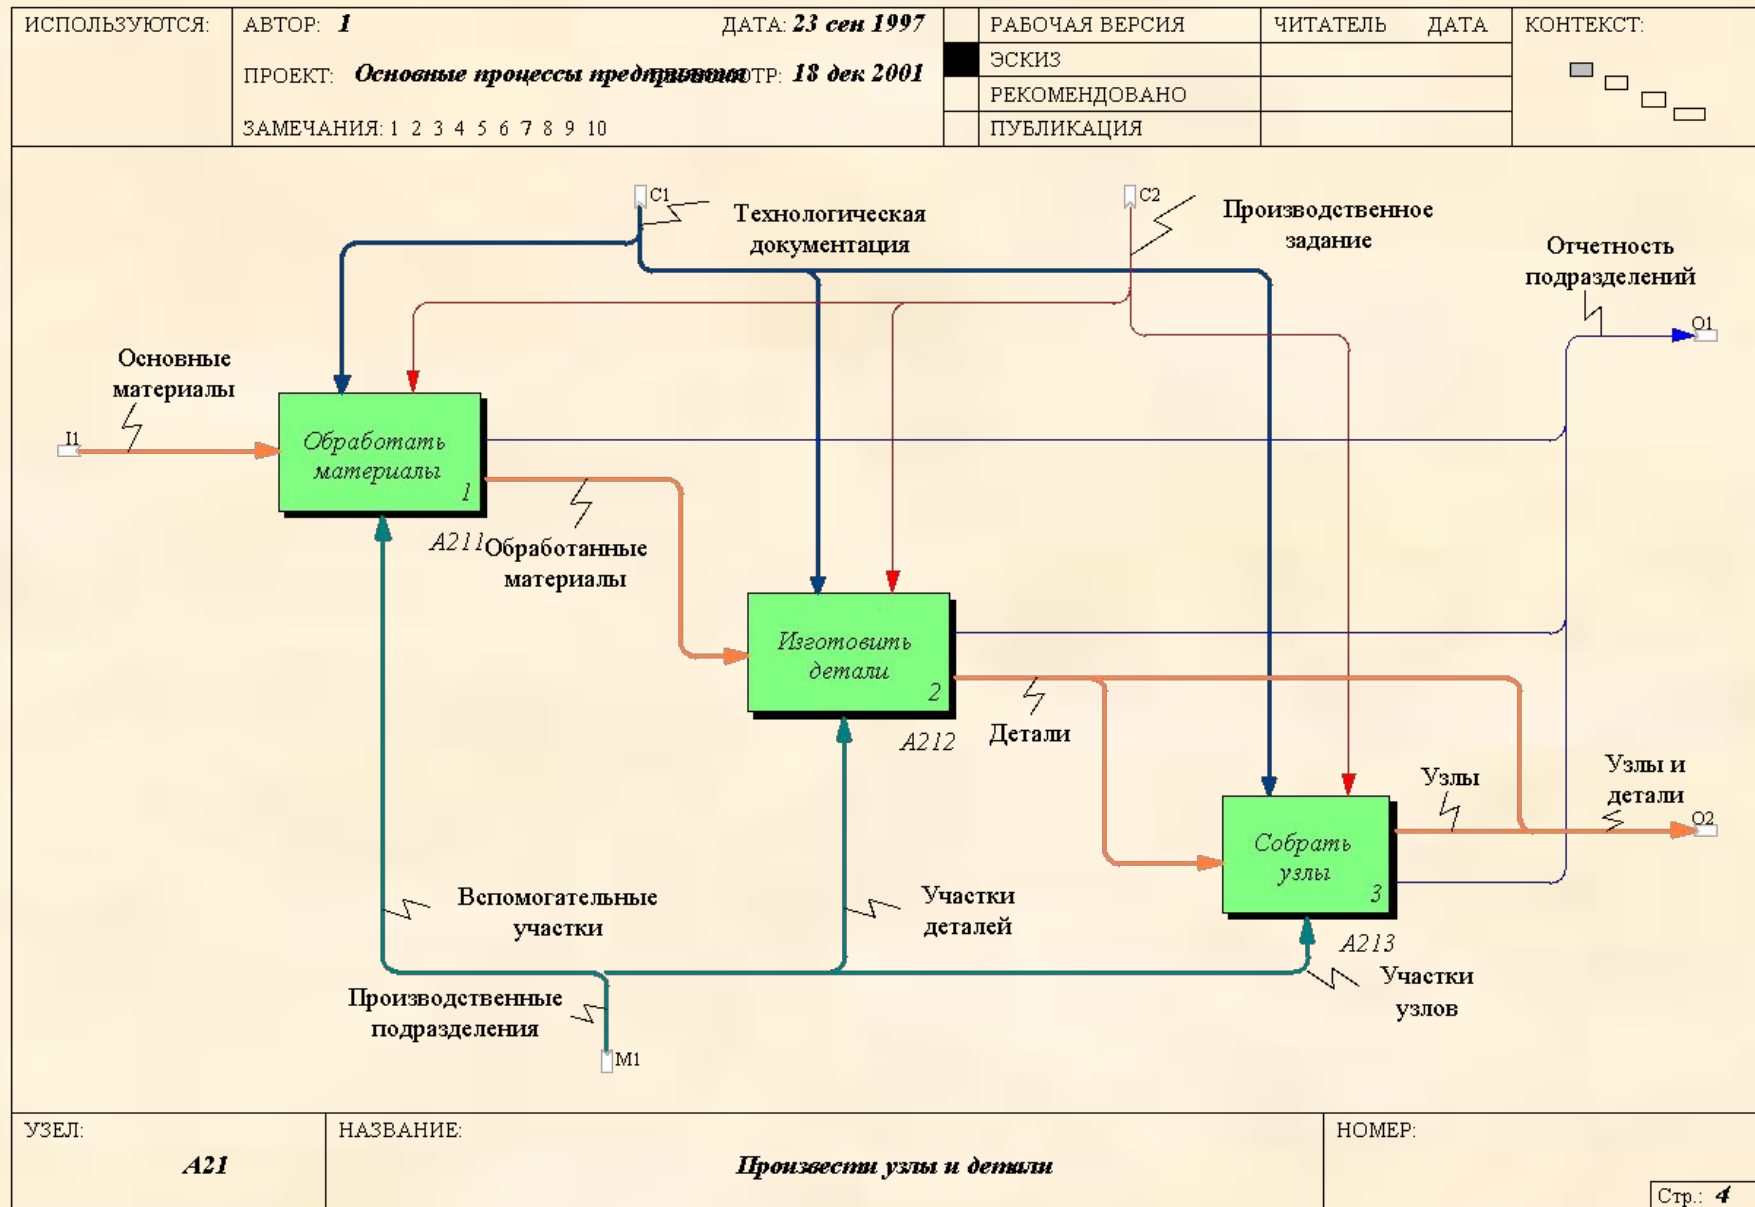 ИСПОЛЬЗУЮТСЯ:
АВТОР: 1
ДАТА: 23 сен 1997
ПРОЕКТ: Основные процессы предприятия
18 дек 2001
ЗАМЕЧАНИЯ: 1 2 3 4 5 6 7 8 9 10
РАБОЧАЯ ВЕРСИЯ
ЭСКИЗ
РЕКОМЕНДОВАНО
ПУБЛИКАЦИЯ
ЧИТАТЕЛЬ
ДАТА
КОНТЕКСТ:
C1
Технологическая
документация
C2
Производственное
задание
Отчетность
подразделений
O1
Основные
материалы
I1
Обработать
материалы
1
A211
Обработанные
материалы
Изготовить
детали
2
A212
Детали
Узлы
Узлы и
детали
O2
Собрать
узлы
3
A213
Вспомогательные
участки
Участки
деталей
Участки
узлов
Производственные
подразделения
M1
УЗЕЛ:
A21
НАЗВАНИЕ:
Произвести узлы и детали
НОМЕР:
Стр.: 4